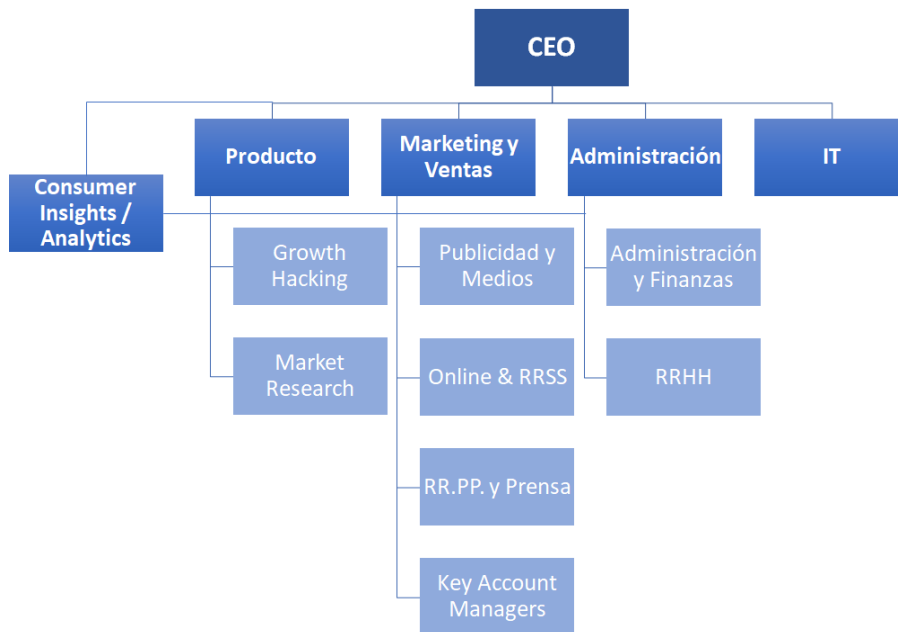 CEO
Producto
Marketing y
Ventas
Administración
IT
Consumer
Insights /
Analytics
Growth
Hacking
Publicidad y
Medios
Administración
y Finanzas
Market
Research
Online & RRSS
RRHH
RR.PP. y Prensa
Key Account
Managers